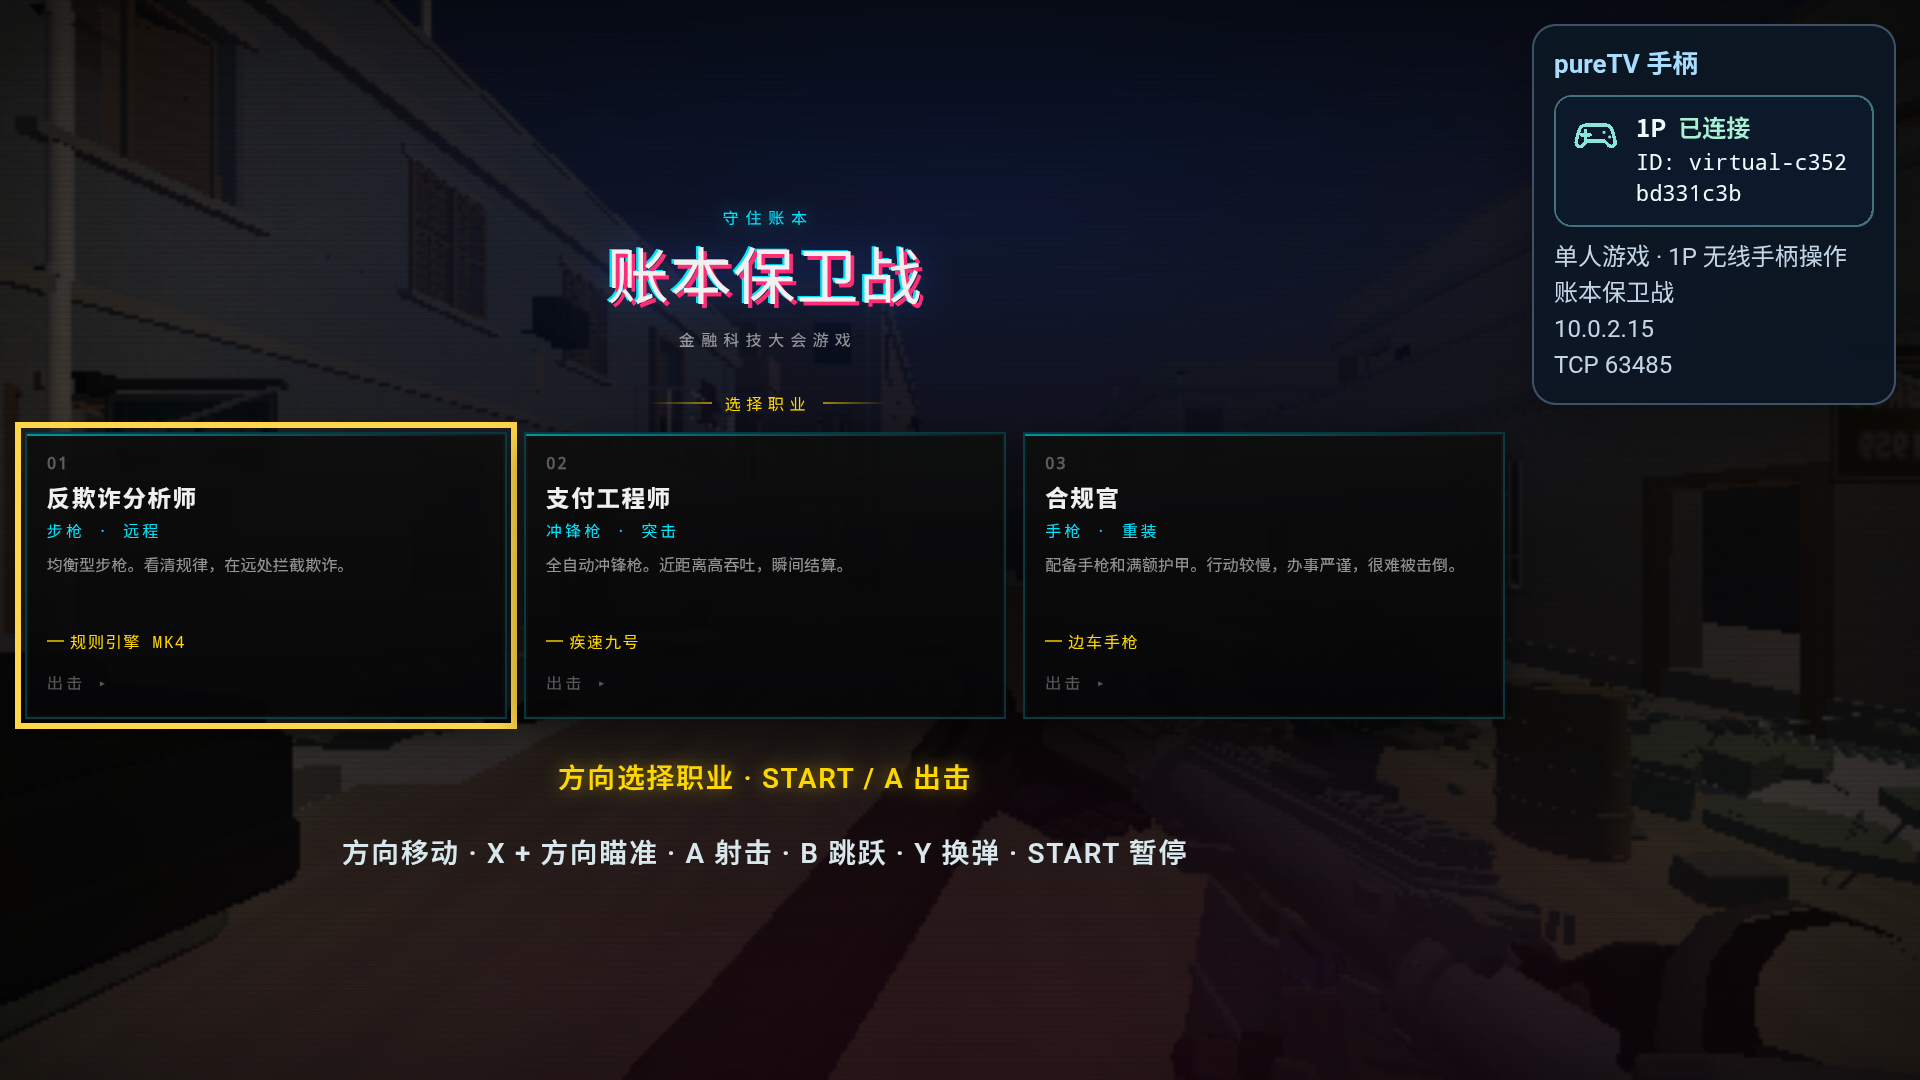 守住账本
账本保卫战
金融科技大会游戏
选择职业
01
反欺诈分析师
步枪 · 远程
均衡型步枪。看清规律，在远处拦截欺诈。
— 规则引擎 MK4
出击 ▸
02
支付工程师
冲锋枪 · 突击
全自动冲锋枪。近距离高吞吐，瞬间结算。
— 疾速九号
出击 ▸
03
合规官
手枪 · 重装
配备手枪和满额护甲。行动较慢，办事严谨，很难被击倒。
— 边车手枪
出击 ▸
方向选择职业 · START / A 出击
方向移动 · X + 方向瞄准 · A 射击 · B 跳跃 · Y 换弹 · START 暂停
pureTV 手柄
1P 已连接
ID: virtual-c352
bd331c3b
单人游戏 · 1P 无线手柄操作
账本保卫战
10.0.2.15
TCP 63485